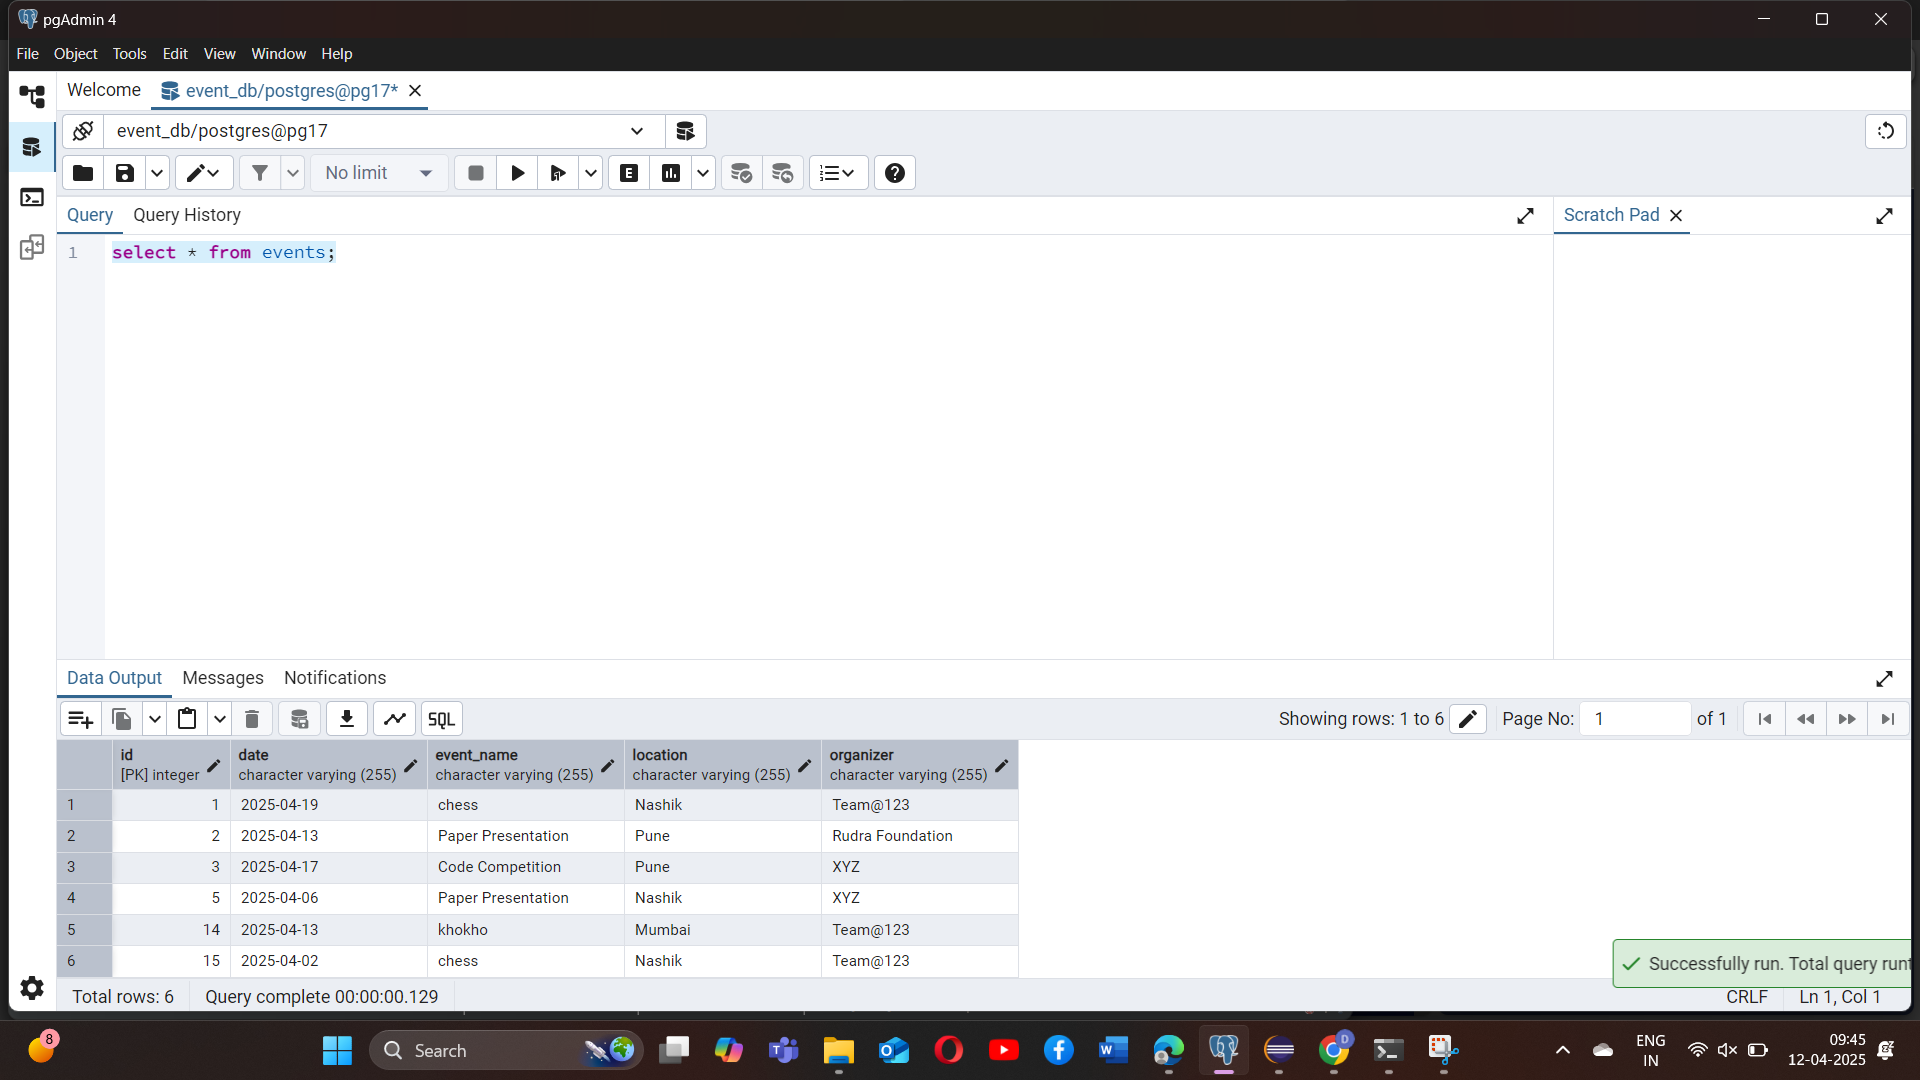 pgAdmin 4
File Object Tools Edit View Window Help
Welcome event_db/postgres@pg17*
event_db/postgres@pg17
No limit
E
Query Query History
Scratch Pad
1 select * from events;
Data Output Messages Notifications
SQL Showing rows: 1 to 6 Page No: 1 of 1
id date event_name location organizer
[PK] integer character varying (255) character varying (255) character varying (255) character varying (255)
1 1 2025-04-19 chess Nashik Team@123
2 2 2025-04-13 Paper Presentation Pune Rudra Foundation
3 3 2025-04-17 Code Competition Pune XYZ
4 5 2025-04-06 Paper Presentation Nashik XYZ
5 14 2025-04-13 khokho Mumbai Team@123
6 15 2025-04-02 chess Nashik Team@123
Successfully run. Total query runt
Total rows: 6 Query complete 00:00:00.129 CRLF Ln 1, Col 1
8 Search ENG 09:45
IN 12-04-2025